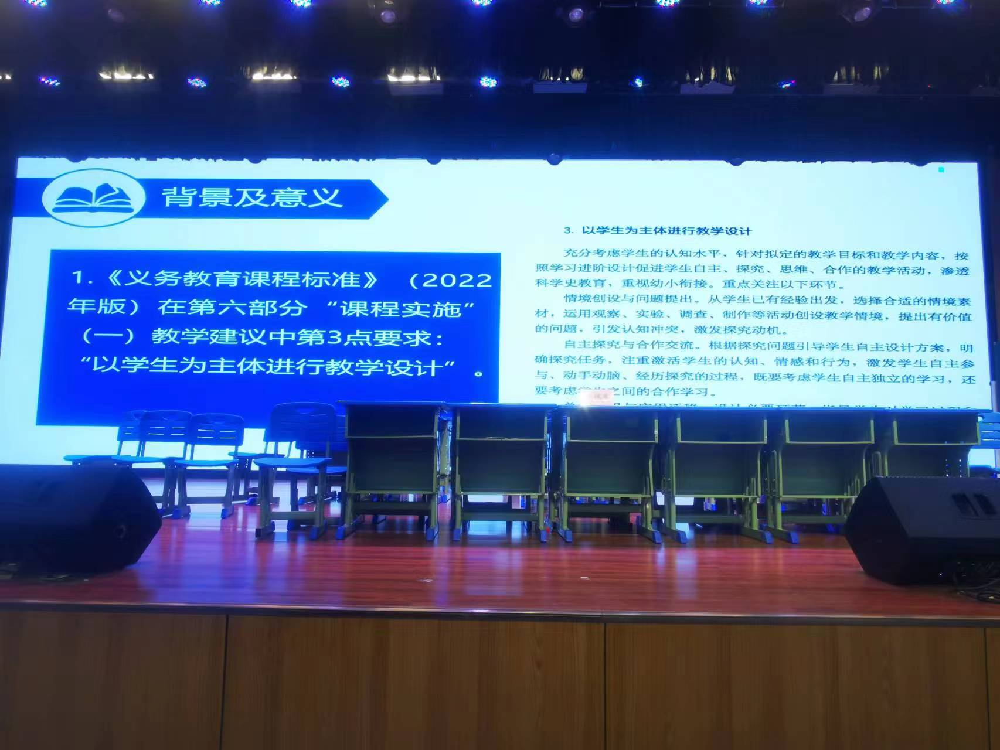 背景及意义
1.《义务教育课程标准》（2022
年版）在第六部分“课程实施”
（一）教学建议中第3点要求：
“以学生为主体进行教学设计”。
3. 以学生为主体进行教学设计
充分考虑学生的认知水平，针对拟定的教学目标和教学内容，按
照学习进阶设计促进学生自主、探究、思维、合作的教学活动，渗透
科学史教育，重视幼小衔接。重点关注以下环节。
情境创设与问题提出。从学生已有经验出发，选择合适的情境素
材，运用观察、实验、调查、制作等活动创设教学情境，提出有价值
的问题，引发认知冲突，激发探究动机。
自主探究与合作交流。根据探究问题引导学生自主设计方案，明
确探究任务，注重激活学生的认知、情感和行为，激发学生自主参
与、动手动脑、经历探究的过程，既要考虑学生自主独立的学习，还
要考虑学生之间的合作学习。